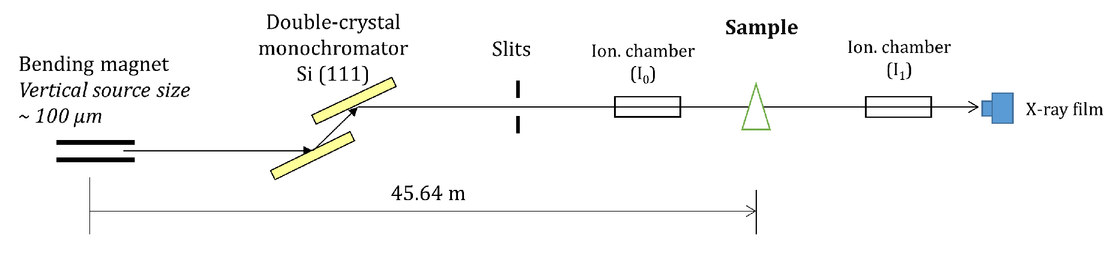 Bending magnet
Vertical source size
~ 100 μm
Double-crystal
monochromator
Si (111)
Slits
Ion. chamber
(I₀)
Sample
Ion. chamber
(I₁)
X-ray film
45.64 m